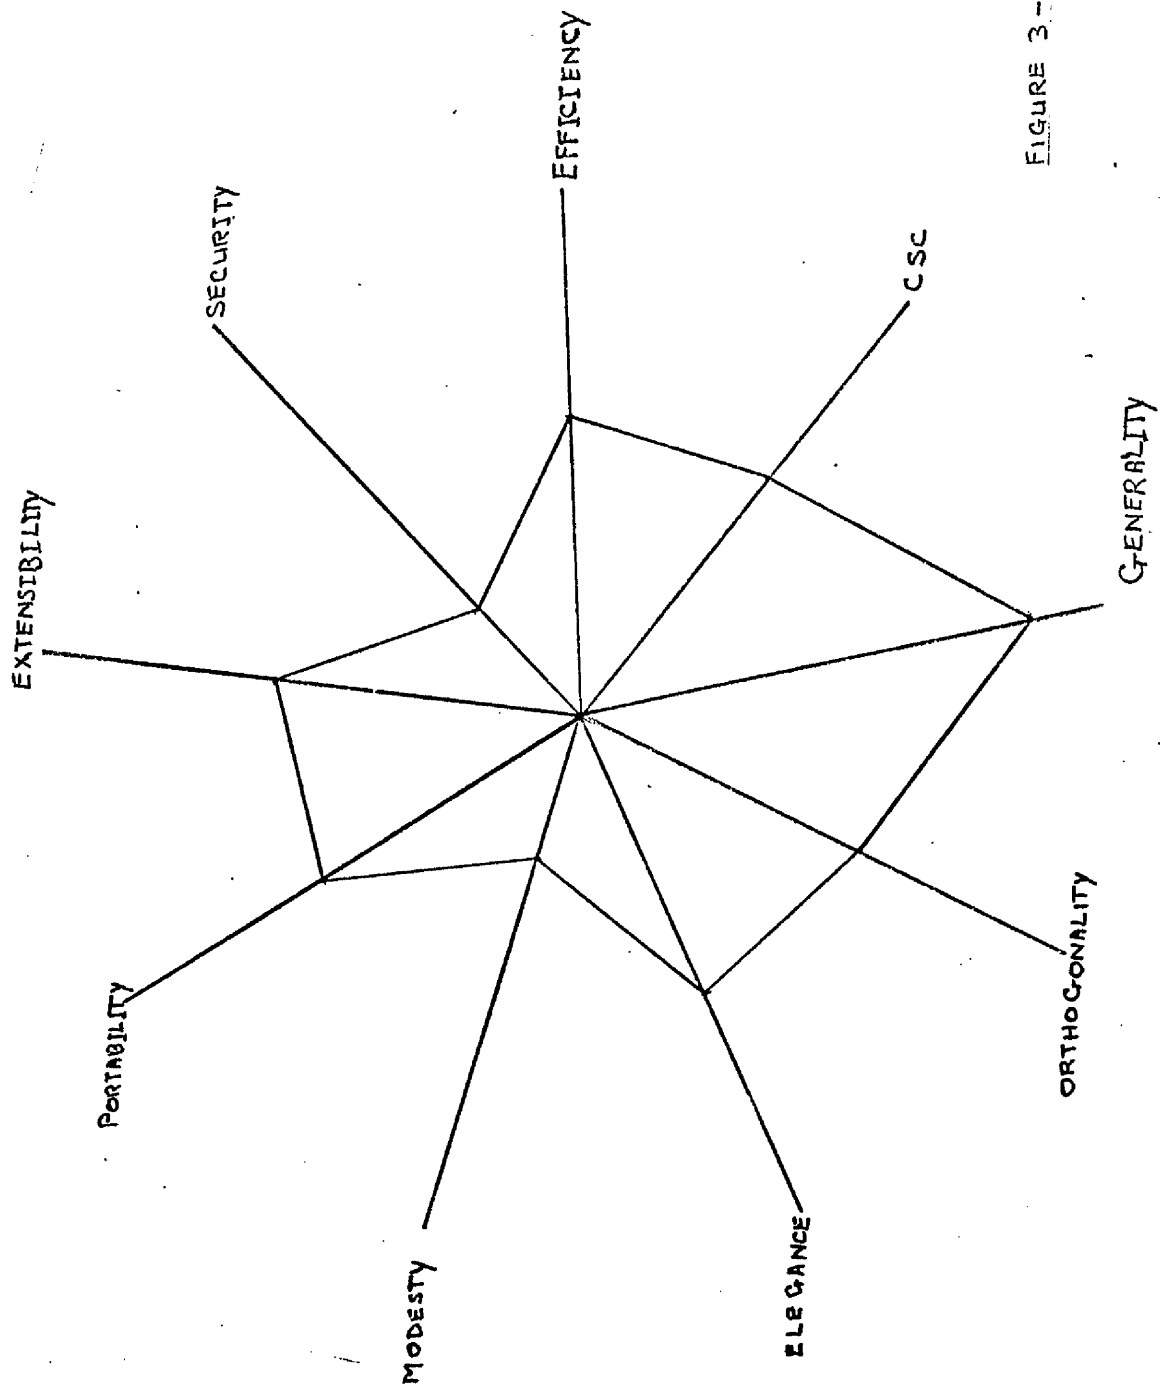 EXTENSIBILITY
PORTABILITY
SECURITY
MODESTY
EFFICIENCY
ELEGANCE
CSC
ORTHOGONALITY
GENERALITY
FIGURE 3-